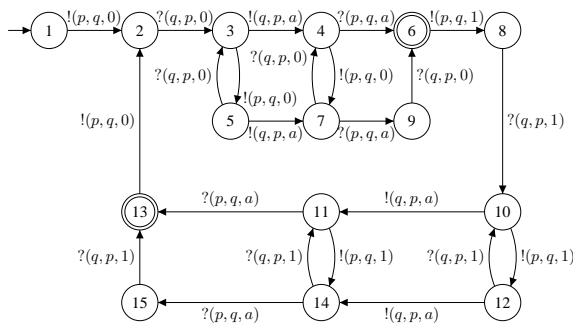 !(p, q, 0) ?(q, p, 0) !(q, p, a) ?(p, q, a) !(p, q, 1)
1 2 3 4 6 8
?(q, p, 0) !(p, q, 0) ?(q, p, 0) !(p, q, 0) ?(q, p, 0)
5 7 9
!(q, p, a) ?(p, q, a)
!(p, q, 0) ?(q, p, 1)
?(p, q, a) !(q, p, a)
13 11 10
?(q, p, 1) ?(q, p, 1) !(p, q, 1) ?(q, p, 1) !(p, q, 1)
15 14 12
?(p, q, a) !(q, p, a)